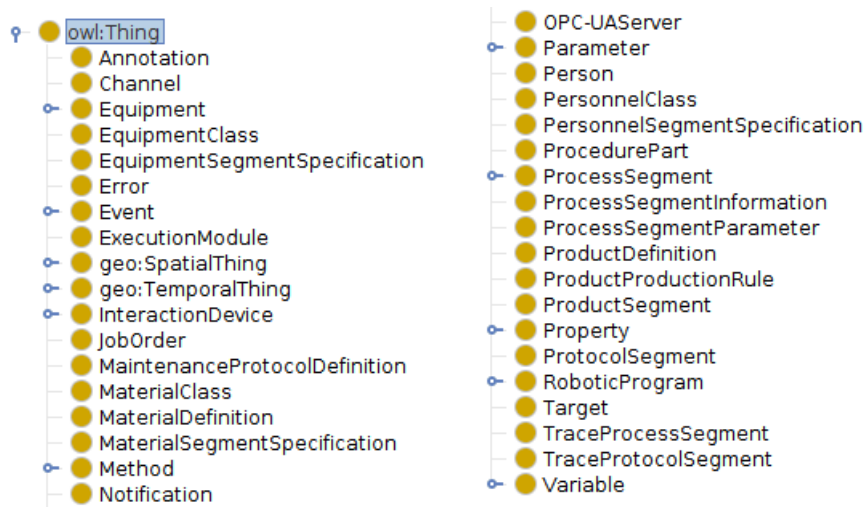 owl:Thing
Annotation
Channel
Equipment
EquipmentClass
EquipmentSegmentSpecification
Error
Event
ExecutionModule
geo:SpatialThing
geo:TemporalThing
InteractionDevice
JobOrder
MaintenanceProtocolDefinition
MaterialClass
MaterialDefinition
MaterialSegmentSpecification
Method
Notification
OPC-UAServer
Parameter
Person
PersonnelClass
PersonnelSegmentSpecification
ProcedurePart
ProcessSegment
ProcessSegmentInformation
ProcessSegmentParameter
ProductDefinition
ProductProductionRule
ProductSegment
Property
ProtocolSegment
RoboticProgram
Target
TraceProcessSegment
TraceProtocolSegment
Variable